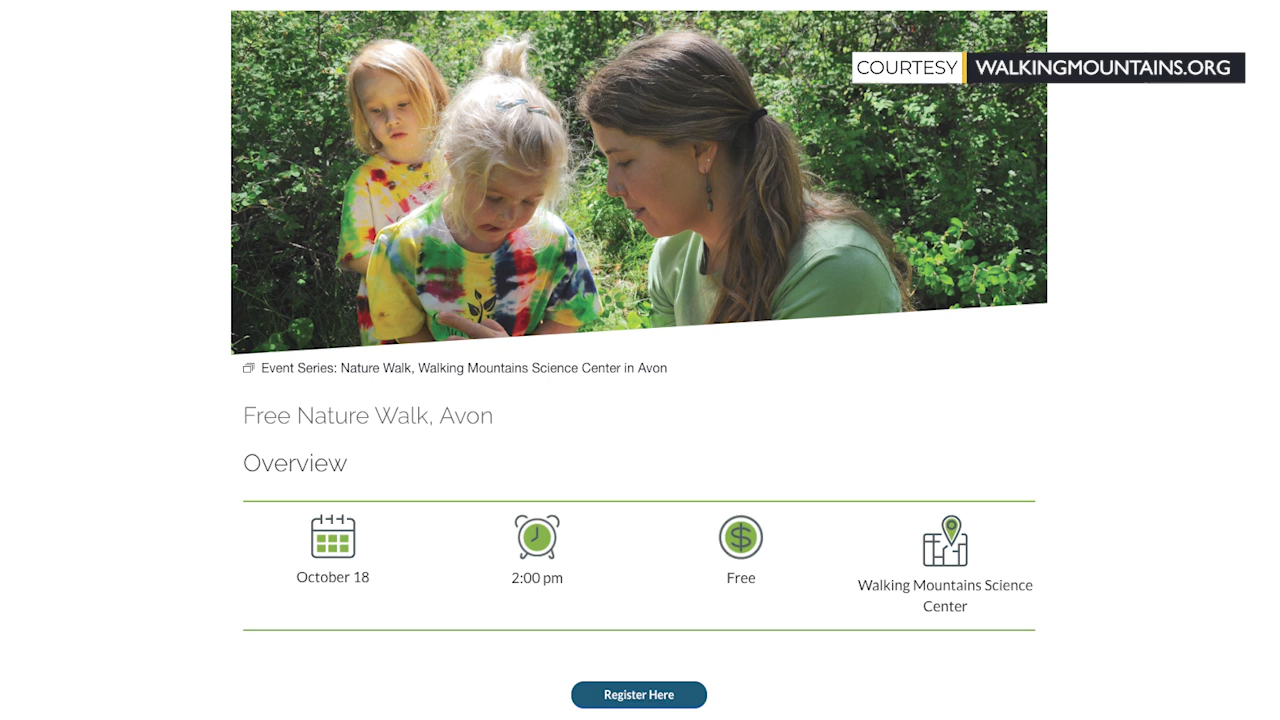 COURTESY WALKINGMOUNTAINS.ORG
Event Series: Nature Walk, Walking Mountains Science Center in Avon
Free Nature Walk, Avon
Overview
October 18
2:00 pm
Free
Walking Mountains Science
Center
Register Here